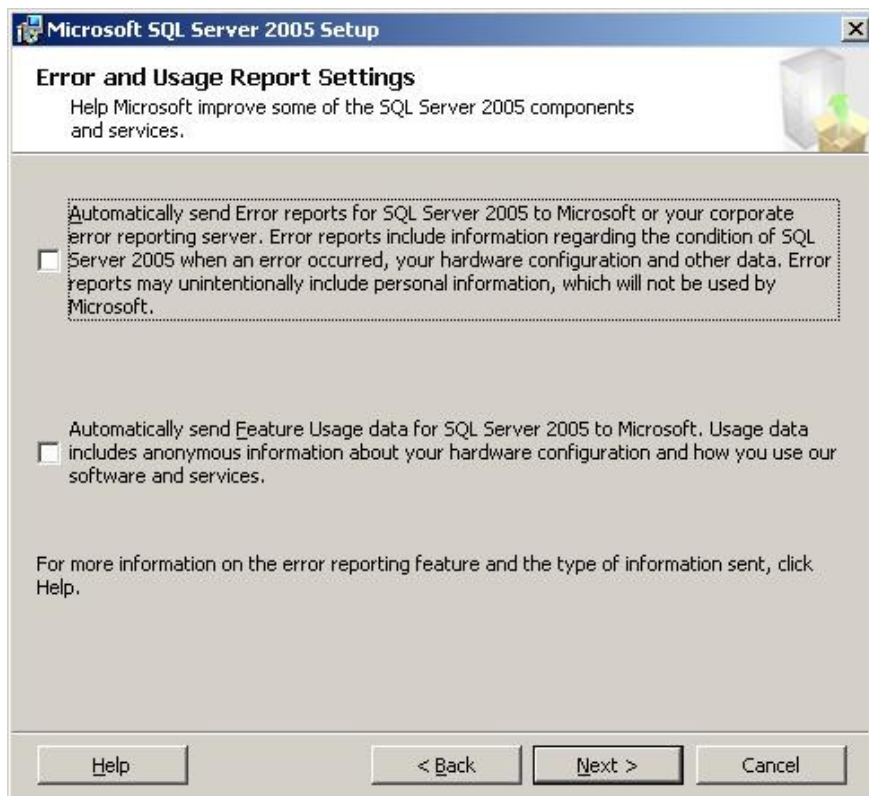 Microsoft SQL Server 2005 Setup
Error and Usage Report Settings
Help Microsoft improve some of the SQL Server 2005 components
and services.
Automatically send Error reports for SQL Server 2005 to Microsoft or your corporate
error reporting server. Error reports include information regarding the condition of SQL
Server 2005 when an error occurred, your hardware configuration and other data. Error
reports may unintentionally include personal information, which will not be used by
Microsoft.
Automatically send Feature Usage data for SQL Server 2005 to Microsoft. Usage data
includes anonymous information about your hardware configuration and how you use our
software and services.
For more information on the error reporting feature and the type of information sent, click
Help.
Help < Back Next > Cancel